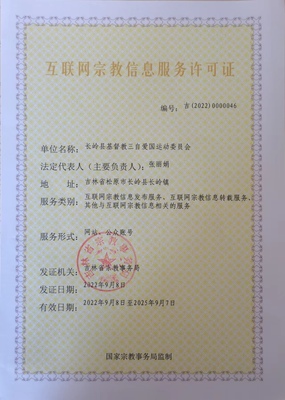 互联网宗教信息服务许可证
吉(2022)0000046
单位名称：长岭县基督教三自爱国运动委员会
法定代表人（主要负责人）：张丽娟
地址：吉林省松原市长岭县长岭镇
服务类别：互联网宗教信息发布服务、互联网宗教信息转载服务、
其他与互联网宗教信息相关的服务
服务形式：网站、公众账号
发证机关：吉林省宗教事务局
发证日期：2022年9月8日
有效日期：2022年9月8日至2025年9月7日
国家宗教事务局监制